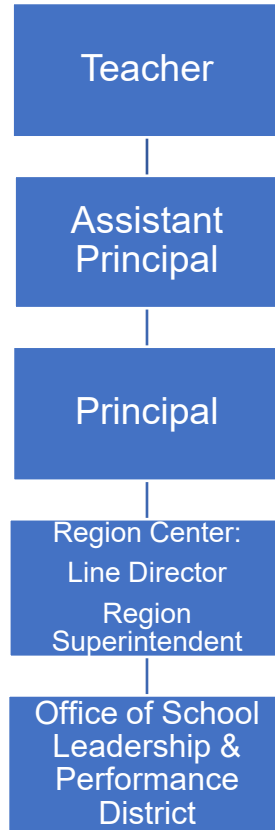 Teacher
Assistant
Principal
Principal
Region Center:
Line Director
Region
Superintendent
Office of School
Leadership &
Performance
District